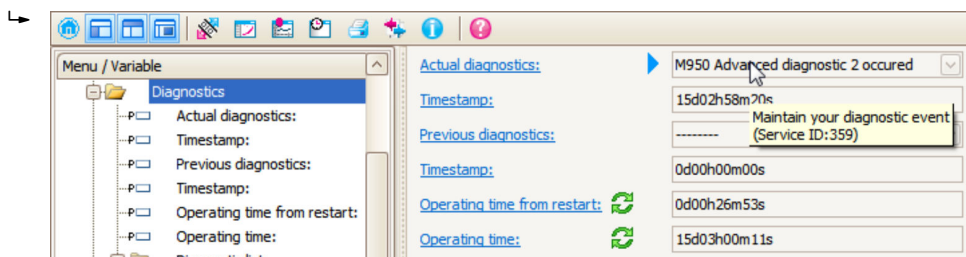 Menu / Variable
Diagnostics
Actual diagnostics:
Timestamp:
Previous diagnostics:
Timestamp:
Operating time from restart:
Operating time:
Actual diagnostics: M950 Advanced diagnostic 2 occured
Timestamp: 15d02h58m20s
Maintain your diagnostic event
(Service ID:359)
Previous diagnostics: --------
Timestamp: 0d00h00m00s
Operating time from restart: 0d00h26m53s
Operating time: 15d03h00m11s